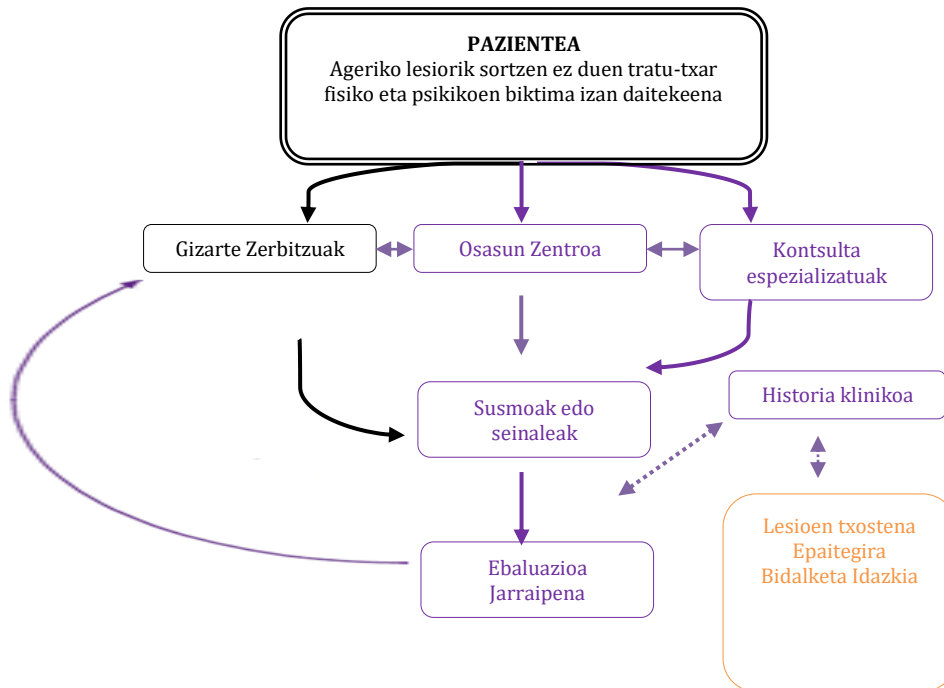 PAZIENTEA
Ageriko lesiorik sortzen ez duen tratu-txar
fisiko eta psikikoen biktima izan daitekeena
Gizarte Zerbitzuak
Osasun Zentroa
Kontsulta
espezializatuak
Susmoak edo
seinaleak
Historia klinikoa
Ebaluazioa
Jarraipena
Lesioen txostena
Epaitegira
Bidalketa Idazkia